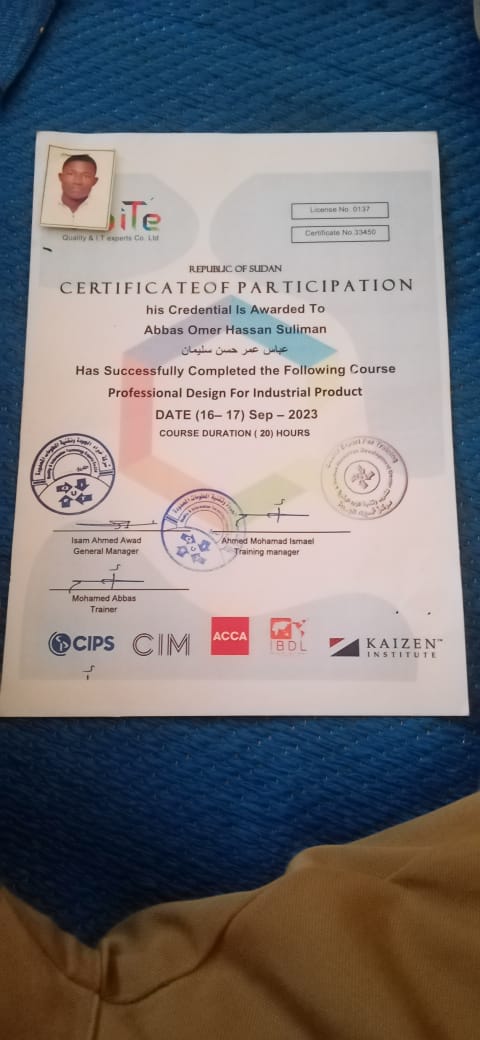 Quality & I.T experts Co. Ltd
License No 0137
Certificate No.33450
REPUBLIC OF SUDAN
CERTIFICATE OF PARTICIPATION
his Credential Is Awarded To
Abbas Omer Hassan Suliman
عباس عمر حسن سليمان
Has Successfully Completed the Following Course
Professional Design For Industrial Product
DATE (16– 17) Sep – 2023
COURSE DURATION ( 20) HOURS
Isam Ahmed Awad
General Manager
Ahmed Mohamad Ismael
Training manager
Mohamed Abbas
Trainer
CIPS
CIM
ACCA
IBDL
KAIZEN™
INSTITUTE